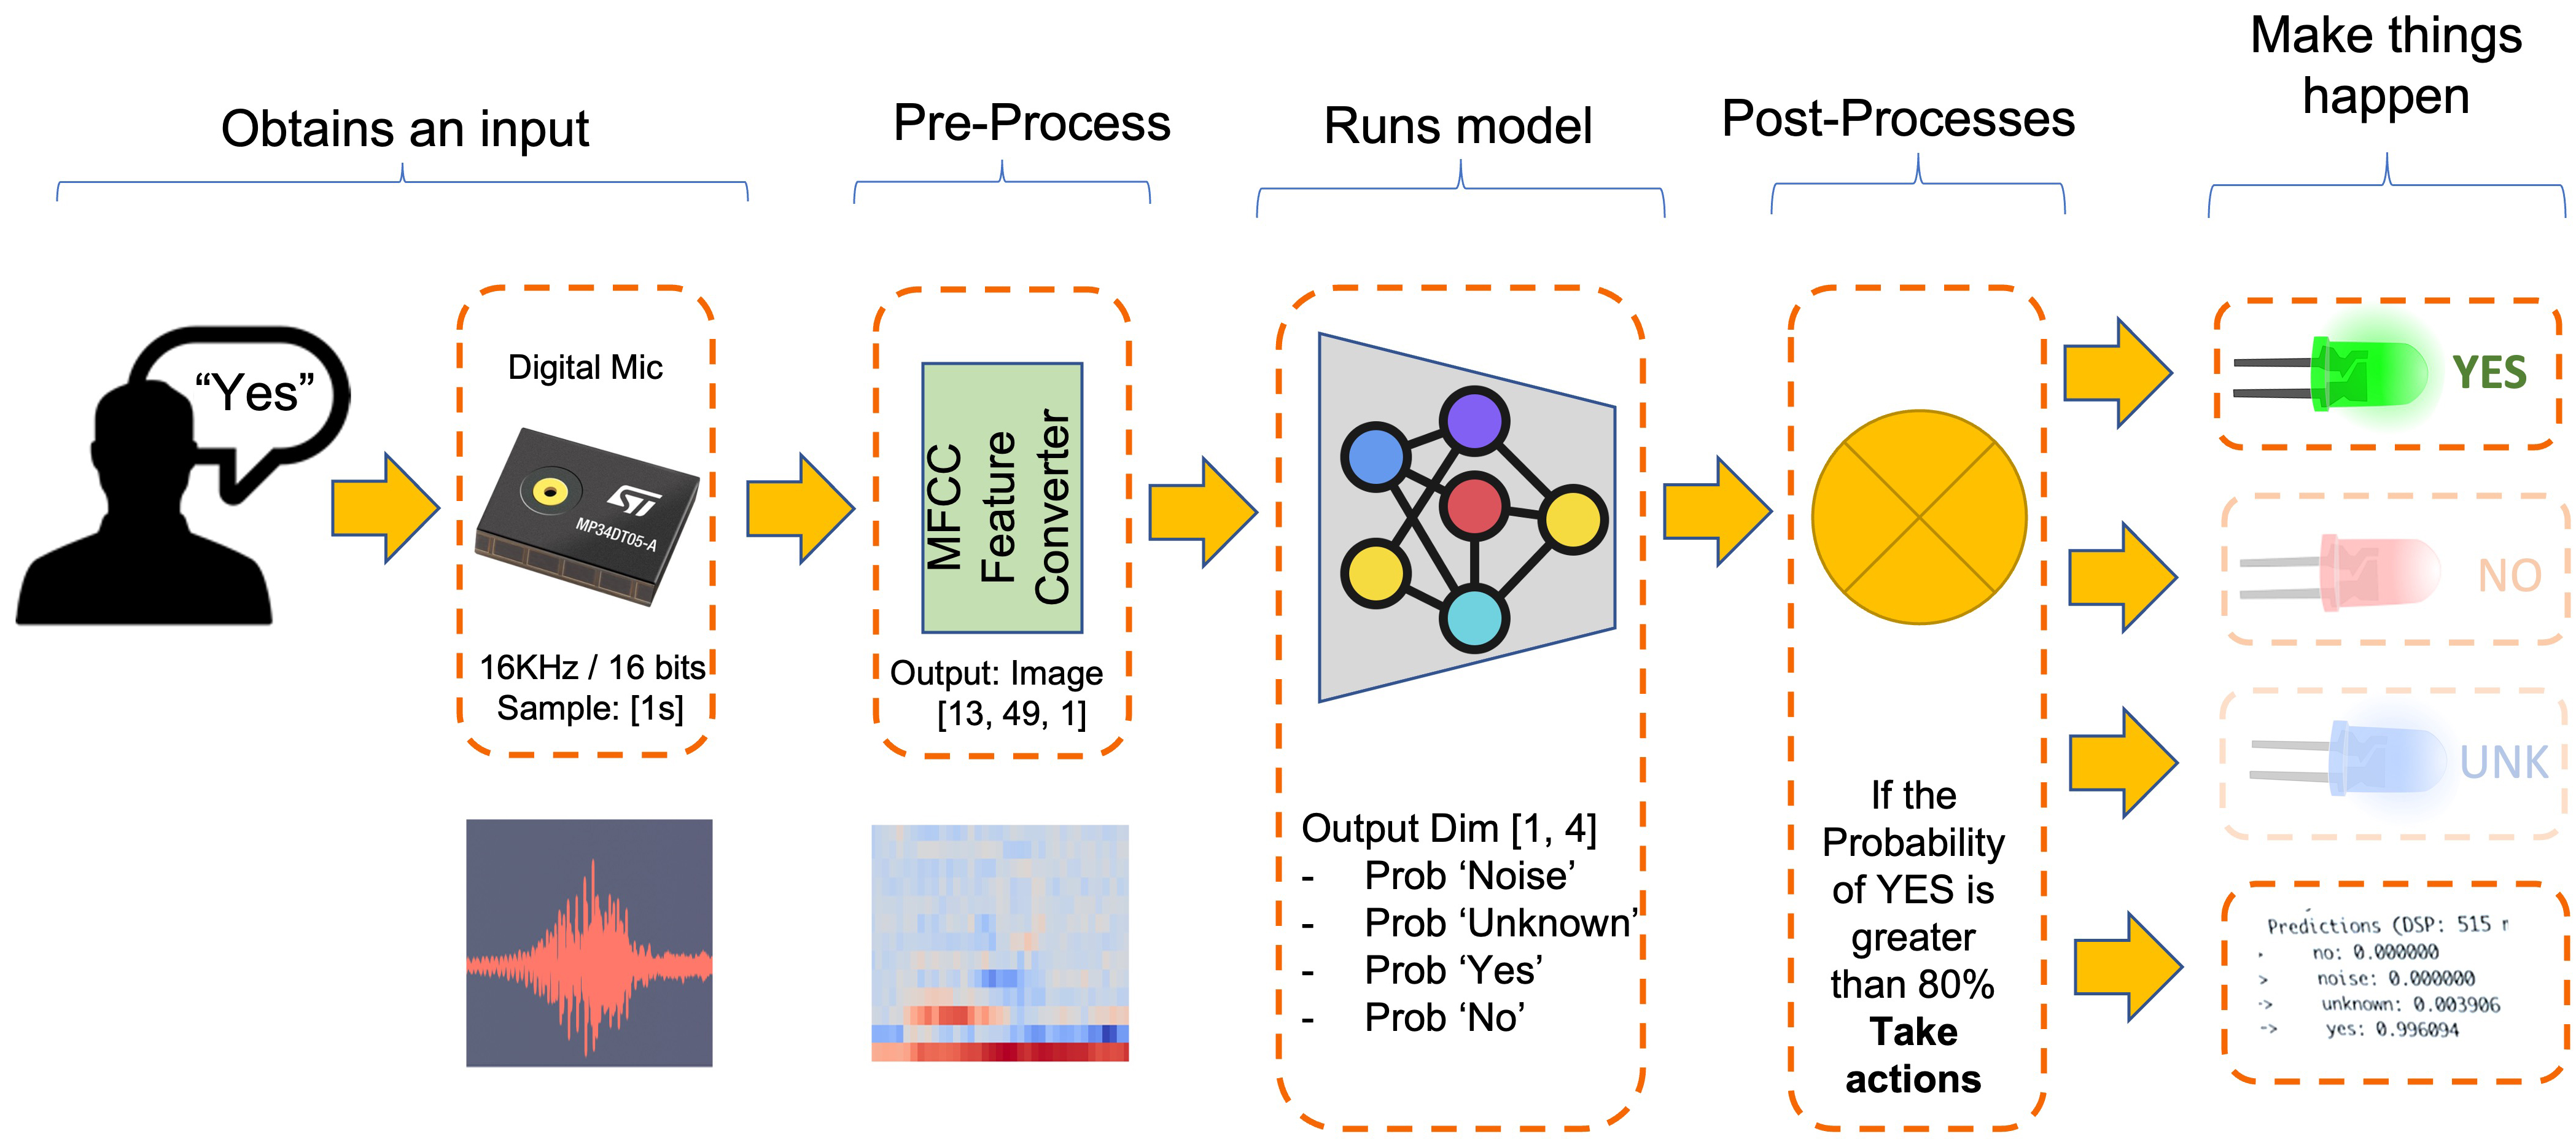 Obtains an input
Pre-Process
Runs model
Post-Processes
Make things
happen
“Yes”
Digital Mic
ST
MP34DT05-A
16KHz / 16 bits
Sample: [1s]
MFCC
Feature
Converter
Output: Image
[13, 49, 1]
Output Dim [1, 4]
- Prob ‘Noise’
- Prob ‘Unknown’
- Prob ‘Yes’
- Prob ‘No’
If the
Probability
of YES is
greater
than 80%
Take
actions
YES
NO
UNK
Predictions (DSP: 515
no: 0.000000
> noise: 0.000000
-> unknown: 0.003906
-> yes: 0.996094